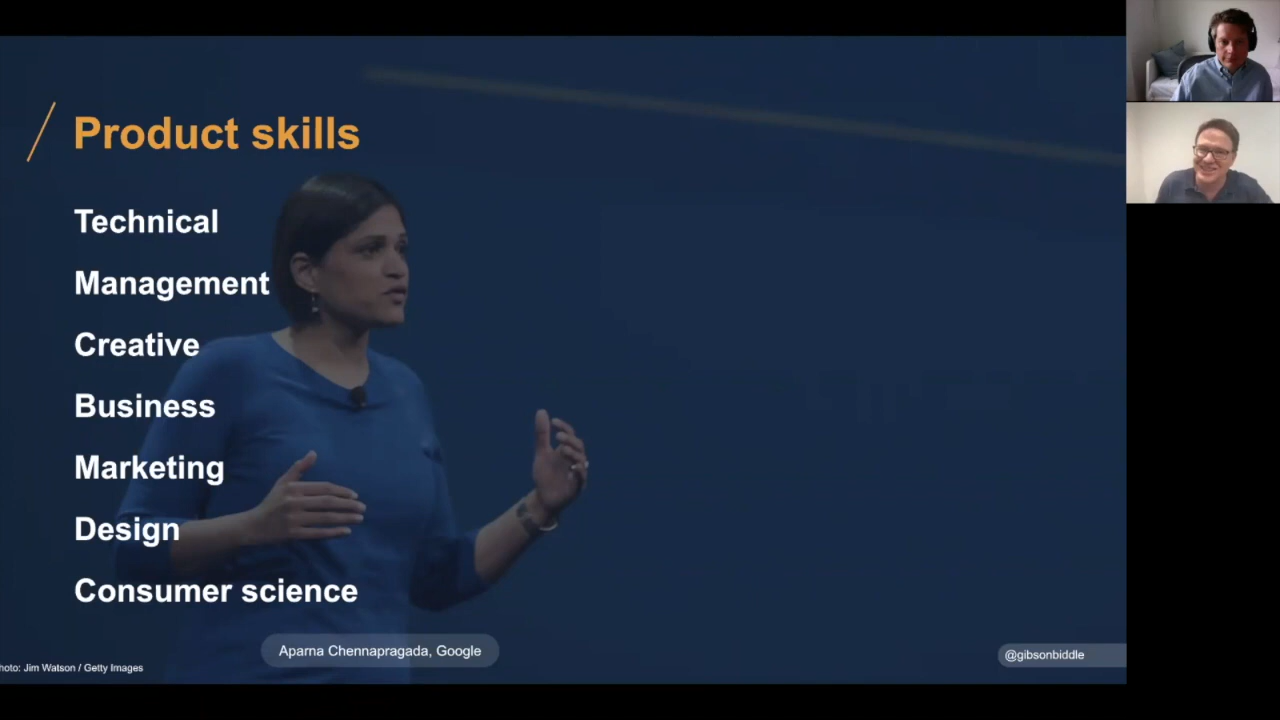 Product skills
Technical
Management
Creative
Business
Marketing
Design
Consumer science
Aparna Chennapragada, Google
hoto: Jim Watson / Getty Images
@gibsonbiddle